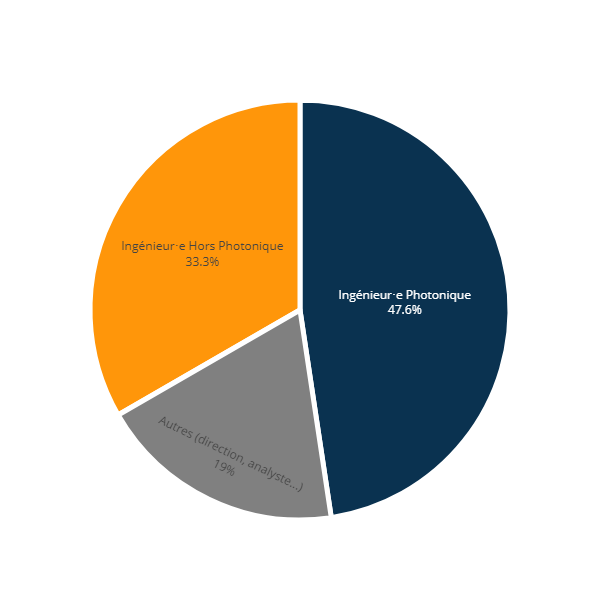 Ingénieur·e Hors Photonique
33.3%
Ingénieur·e Photonique
47.6%
Autres (direction, analyste...)
19%